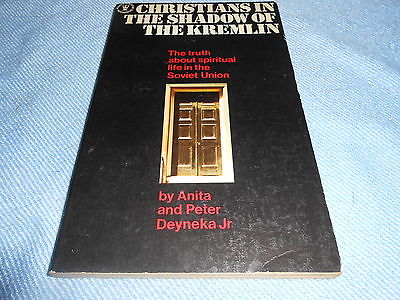 CHRISTIANS IN
THE SHADOW OF
THE KREMLIN
The truth
about spiritual
life in the
Soviet Union
by Anita
and Peter
Deyneka Jr.